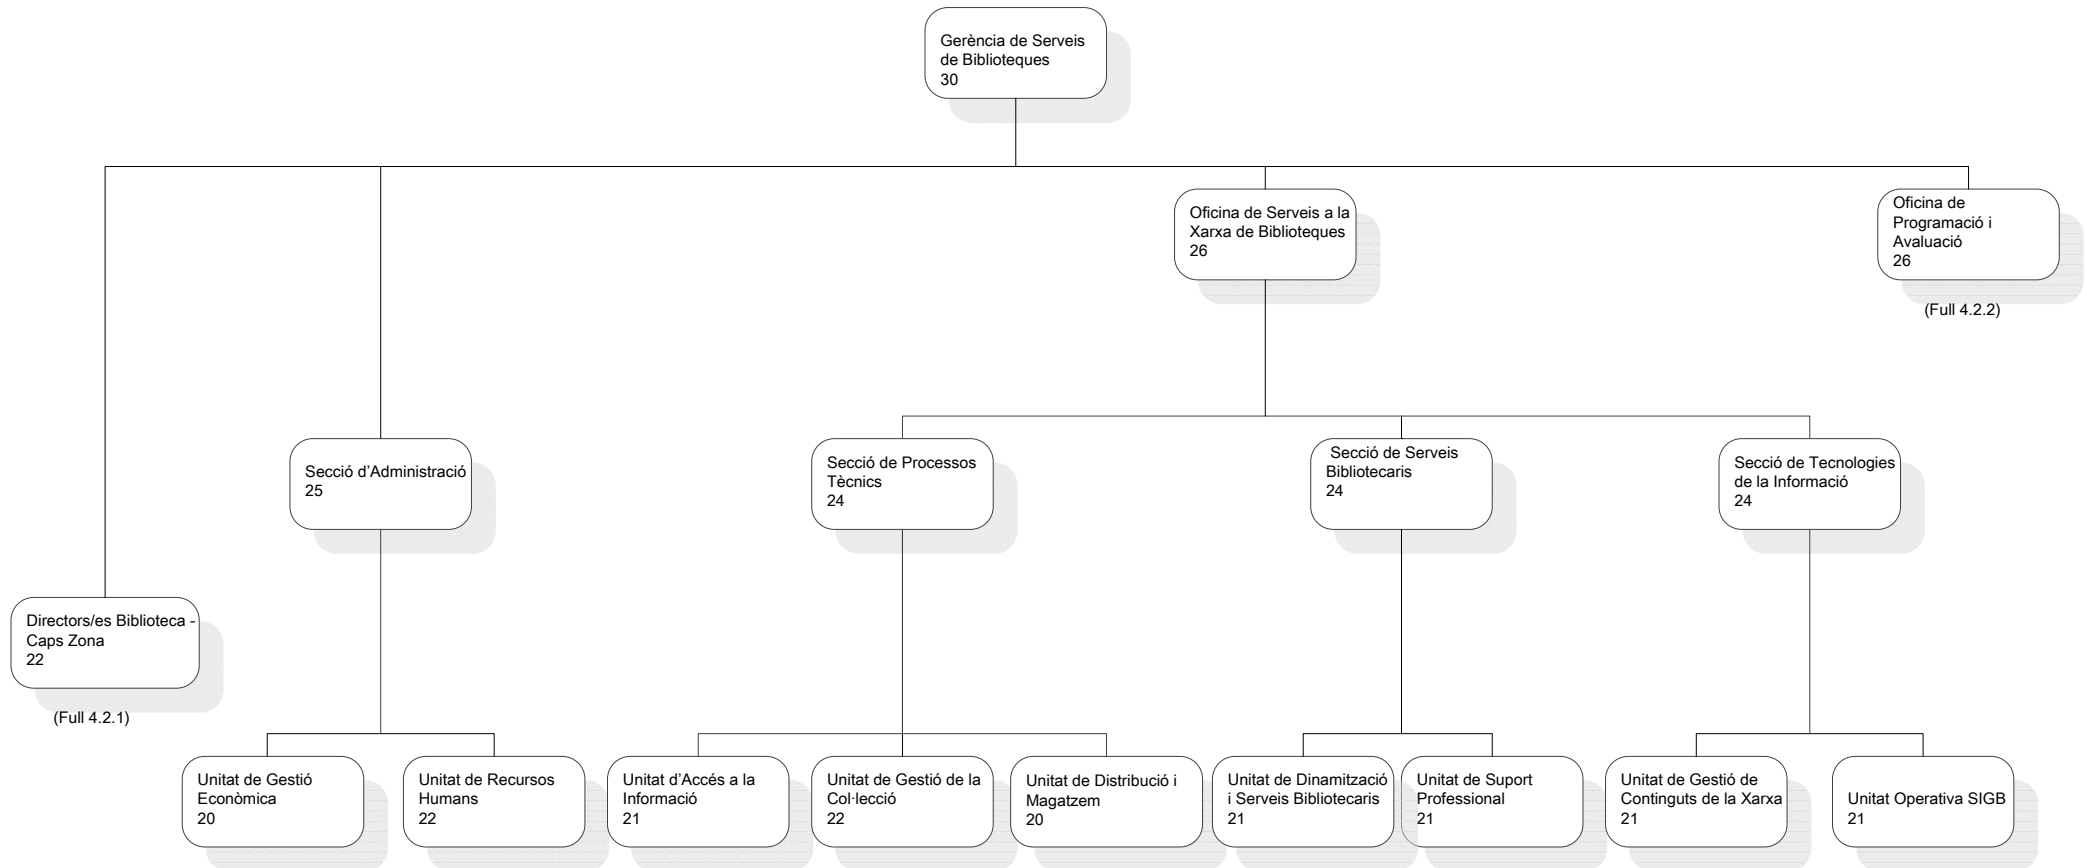 Gerència de Serveis
de Biblioteques
30
Oficina de Serveis a la
Xarxa de Biblioteques
26
Oficina de
Programació i
Avaluació
26
(Full 4.2.2)
Secció d’Administració
25
Secció de Processos
Tècnics
24
Secció de Serveis
Bibliotecaris
24
Secció de Tecnologies
de la Informació
24
Directors/es Biblioteca -
Caps Zona
22
(Full 4.2.1)
Unitat de Gestió
Econòmica
20
Unitat de Recursos
Humans
22
Unitat d’Accés a la
Informació
21
Unitat de Gestió de la
Col·lecció
22
Unitat de Distribució i
Magatzem
20
Unitat de Dinamització
i Serveis Bibliotecaris
21
Unitat de Suport
Professional
21
Unitat de Gestió de
Continguts de la Xarxa
21
Unitat Operativa SIGB
21